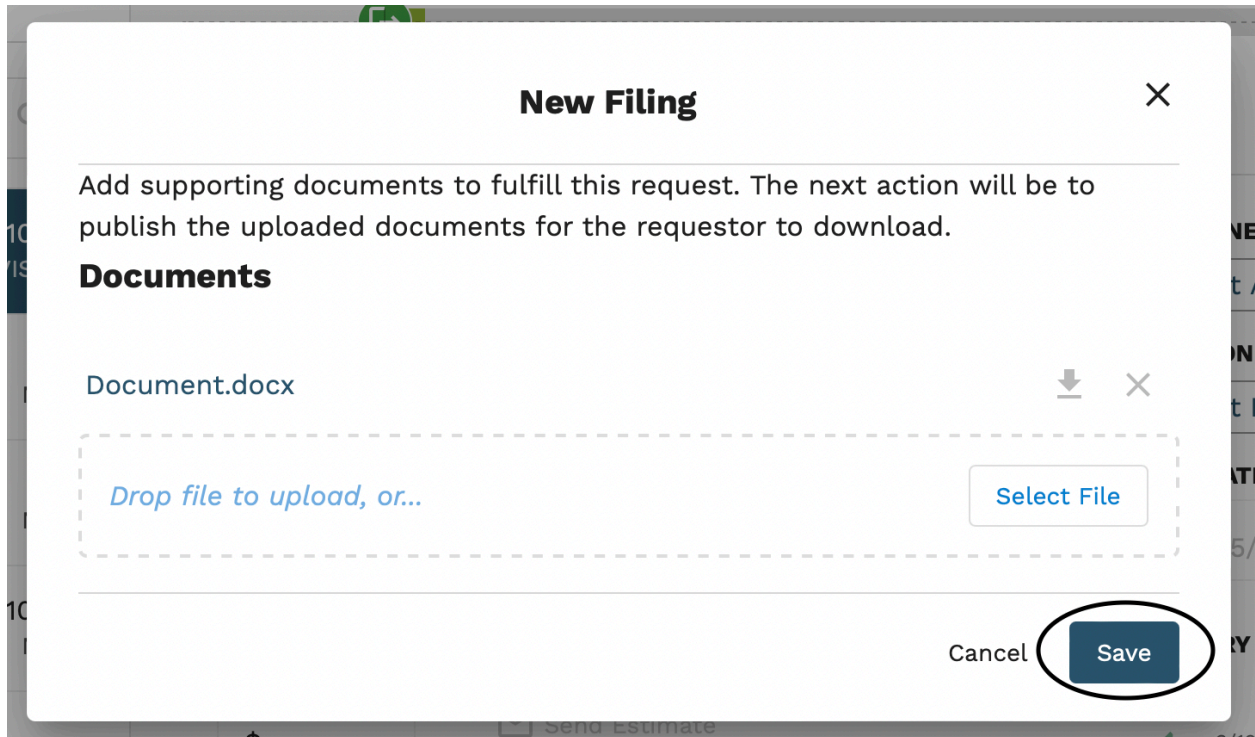 New Filing
Add supporting documents to fulfill this request. The next action will be to
publish the uploaded documents for the requestor to download.
Documents
Document.docx
Drop file to upload, or...
Select File
Cancel
Save
Send Estimate